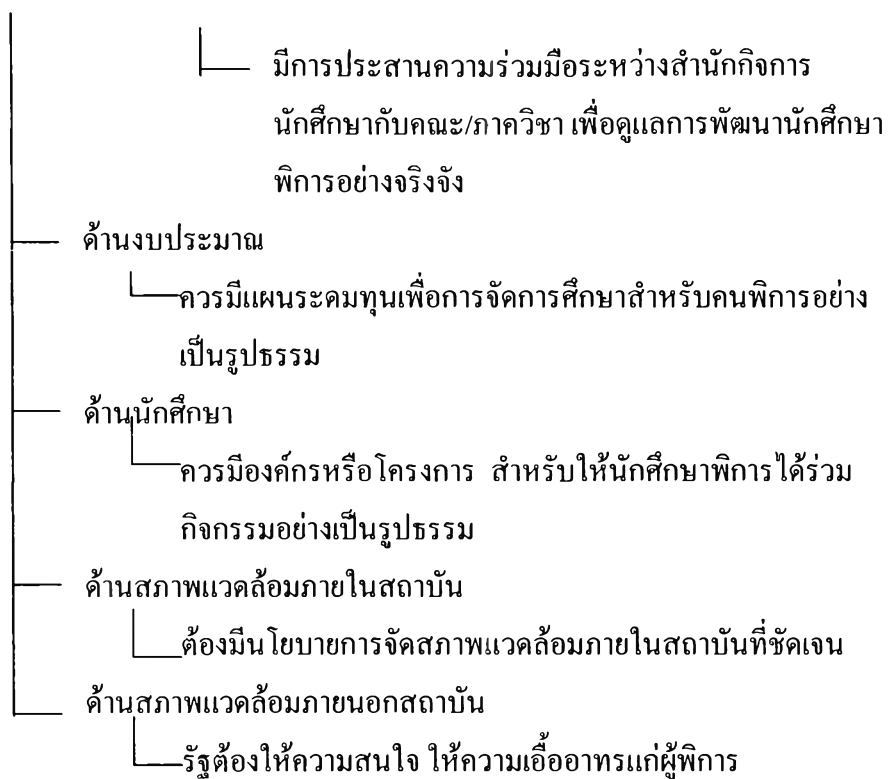 มีการประสานความร่วมมือระหว่างสำนักกิจการ
นักศึกษากับคณะ/ภาควิชา เพื่อดูแลการพัฒนานักศึกษา
พิการอย่างจริงจัง
ด้านงบประมาณ
ควรมีแผนระดมทุนเพื่อการจัดการศึกษาสำหรับคนพิการอย่าง
เป็นรูปธรรม
ด้านนักศึกษา
ควรมีองค์กรหรือโครงการ สำหรับให้นักศึกษาพิการได้ร่วม
กิจกรรมอย่างเป็นรูปธรรม
ด้านสภาพแวดล้อมภายในสถาบัน
ต้องมีนโยบายการจัดสภาพแวดล้อมภายในสถาบันที่ชัดเจน
ด้านสภาพแวดล้อมภายนอกสถาบัน
รัฐต้องให้ความสนใจ ให้ความเอื้ออาทรแก่ผู้พิการ